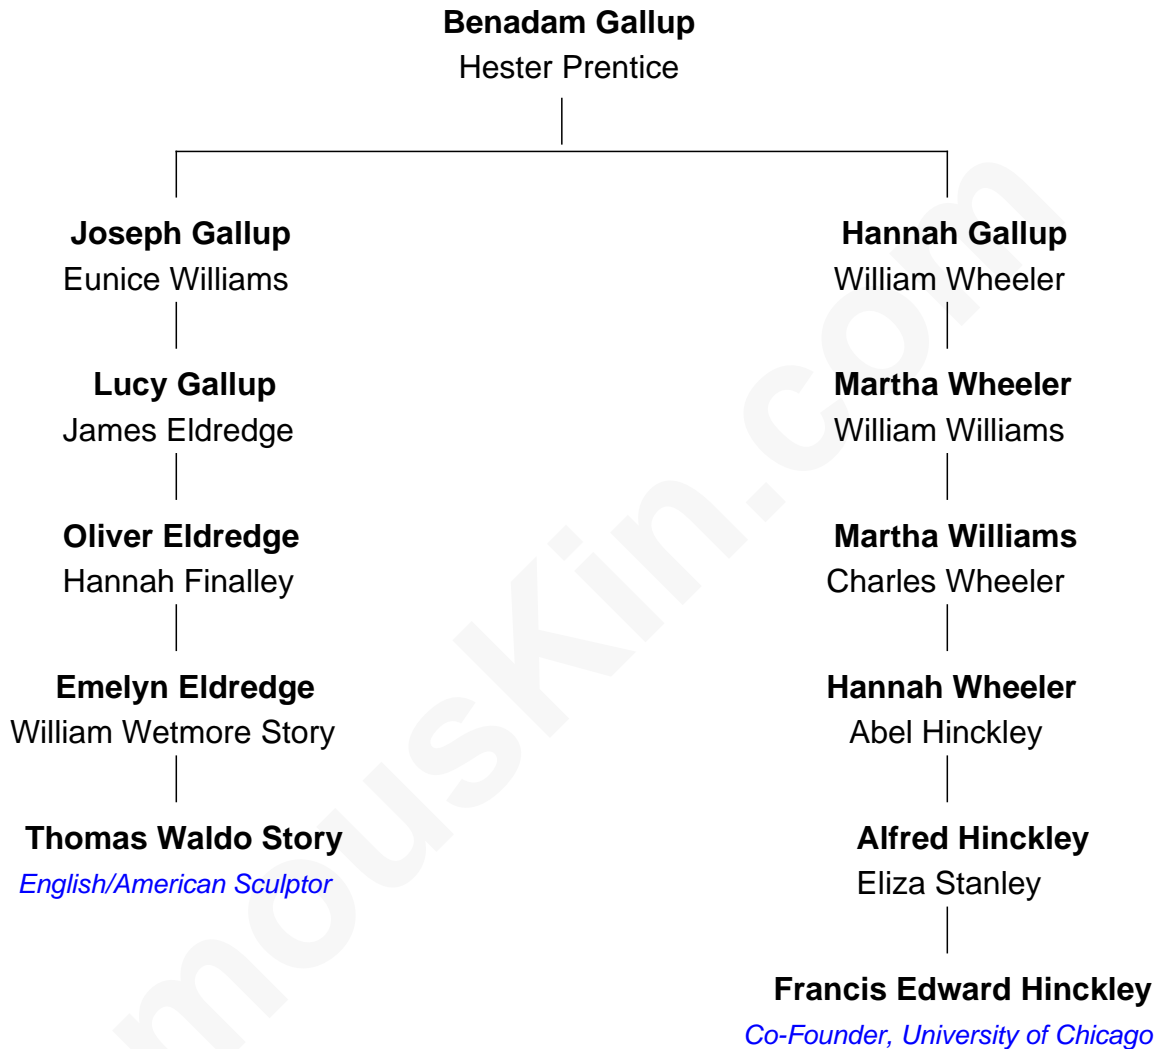 Benadam Gallup
Hester Prentice
Joseph Gallup
Eunice Williams
Hannah Gallup
William Wheeler
Lucy Gallup
James Eldredge
Martha Wheeler
William Williams
Oliver Eldredge
Hannah Finalley
Martha Williams
Charles Wheeler
Emelyn Eldredge
William Wetmore Story
Hannah Wheeler
Abel Hinckley
Thomas Waldo Story
English/American Sculptor
Alfred Hinckley
Eliza Stanley
Francis Edward Hinckley
Co-Founder, University of Chicago
mouskin.com